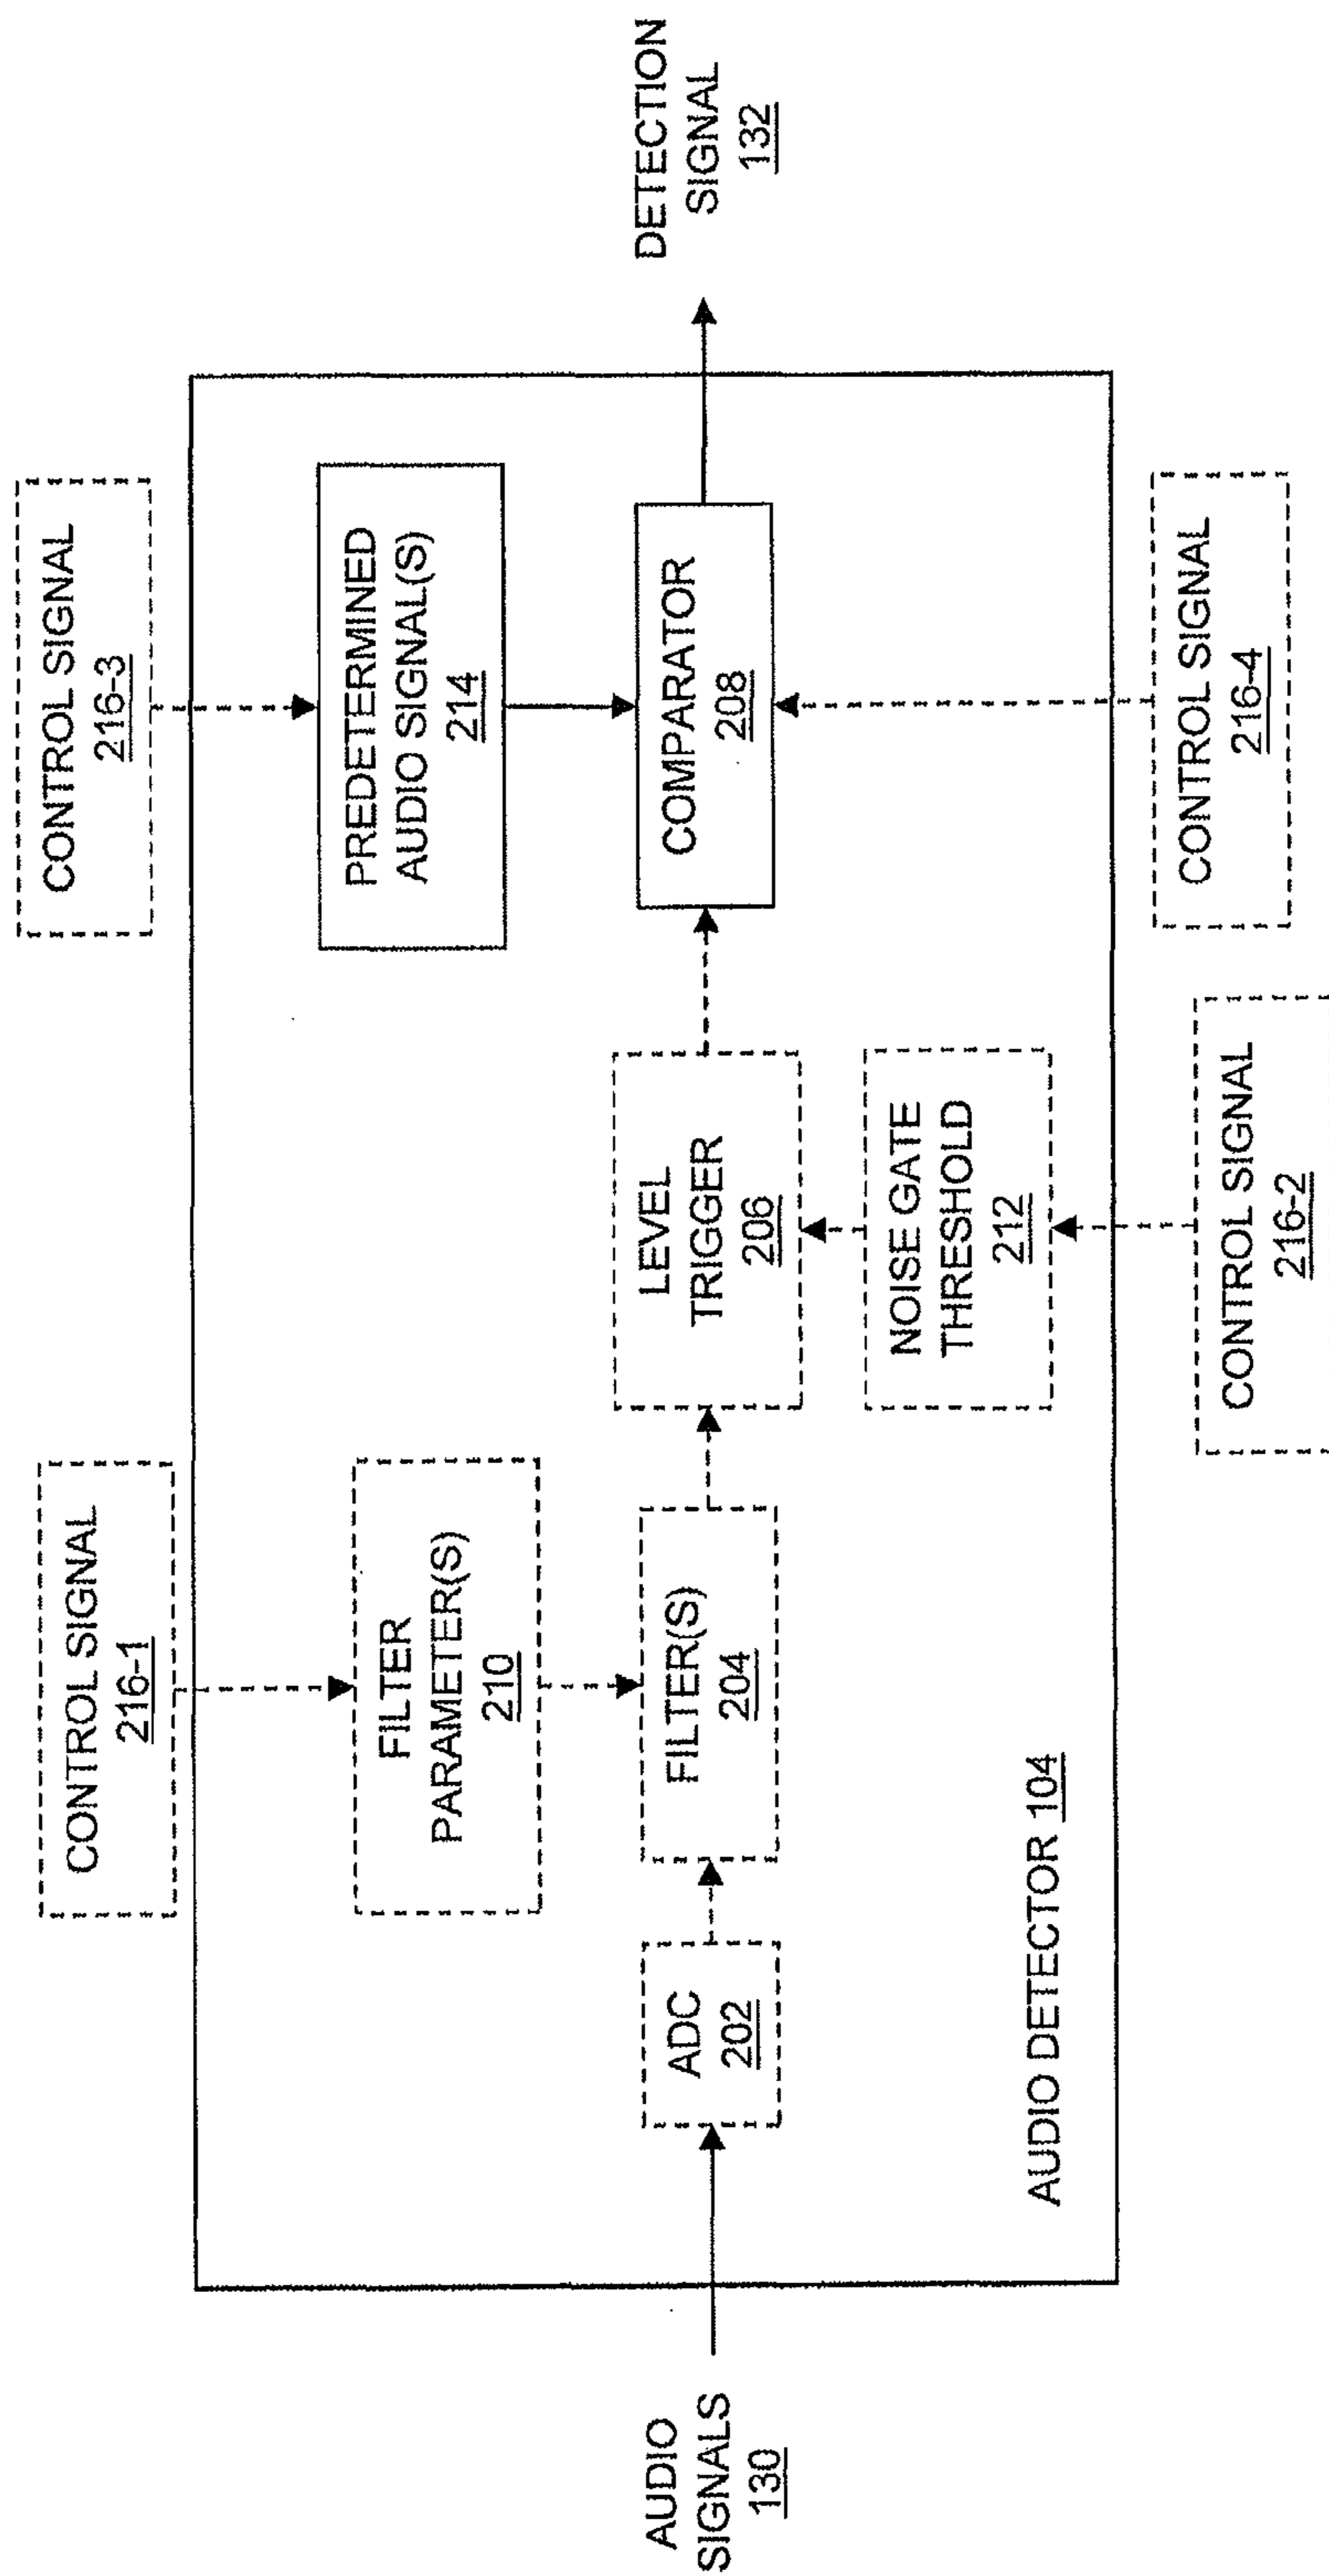 CONTROL SIGNAL
216-1
CONTROL SIGNAL
216-3
FILTER
PARAMETER(S)
210
PREDETERMINED
AUDIO SIGNAL(S)
214
AUDIO
SIGNALS
130
ADC
202
FILTER(S)
204
LEVEL
TRIGGER
206
COMPARATOR
208
DETECTION
SIGNAL
132
NOISE GATE
THRESHOLD
212
AUDIO DETECTOR 104
CONTROL SIGNAL
216-2
CONTROL SIGNAL
216-4